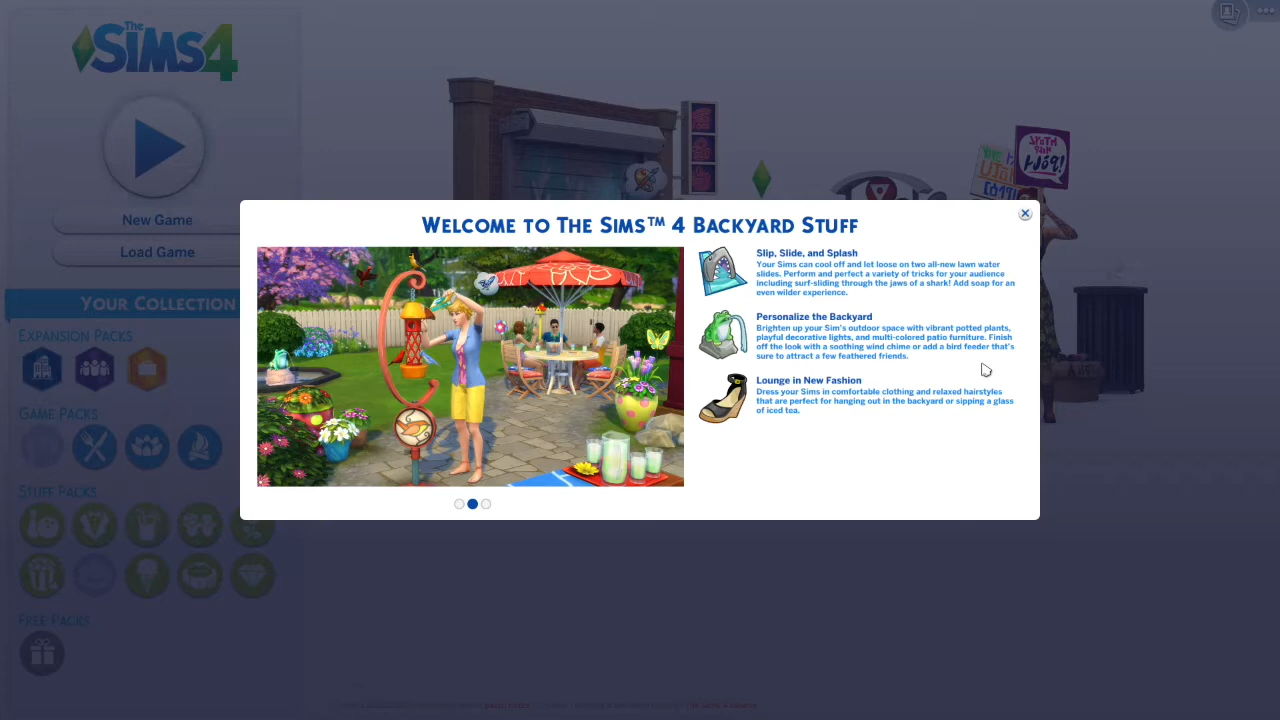 The SIMS 4
New Game
Load Game
YOUR COLLECTION
EXPANSION PACKS
GAME PACKS
STUFF PACKS
FREE PACKS
WELCOME TO THE SIMS™ 4 BACKYARD STUFF
Slip, Slide, and Splash
Your Sims can cool off and let loose on two all-new lawn water
slides. Perform and perfect a variety of tricks for your audience
including surf-sliding through the jaws of a shark! Add soap for an
even wilder experience.
Personalize the Backyard
Brighten up your Sim's outdoor space with vibrant potted plants,
playful decorative lights, and multi-colored patio furniture. Finish
off the look with a soothing wind chime or add a bird feeder that's
sure to attract a few feathered friends.
Lounge in New Fashion
Dress your Sims in comfortable clothing and relaxed hairstyles
that are perfect for hanging out in the backyard or sipping a glass
of iced tea.